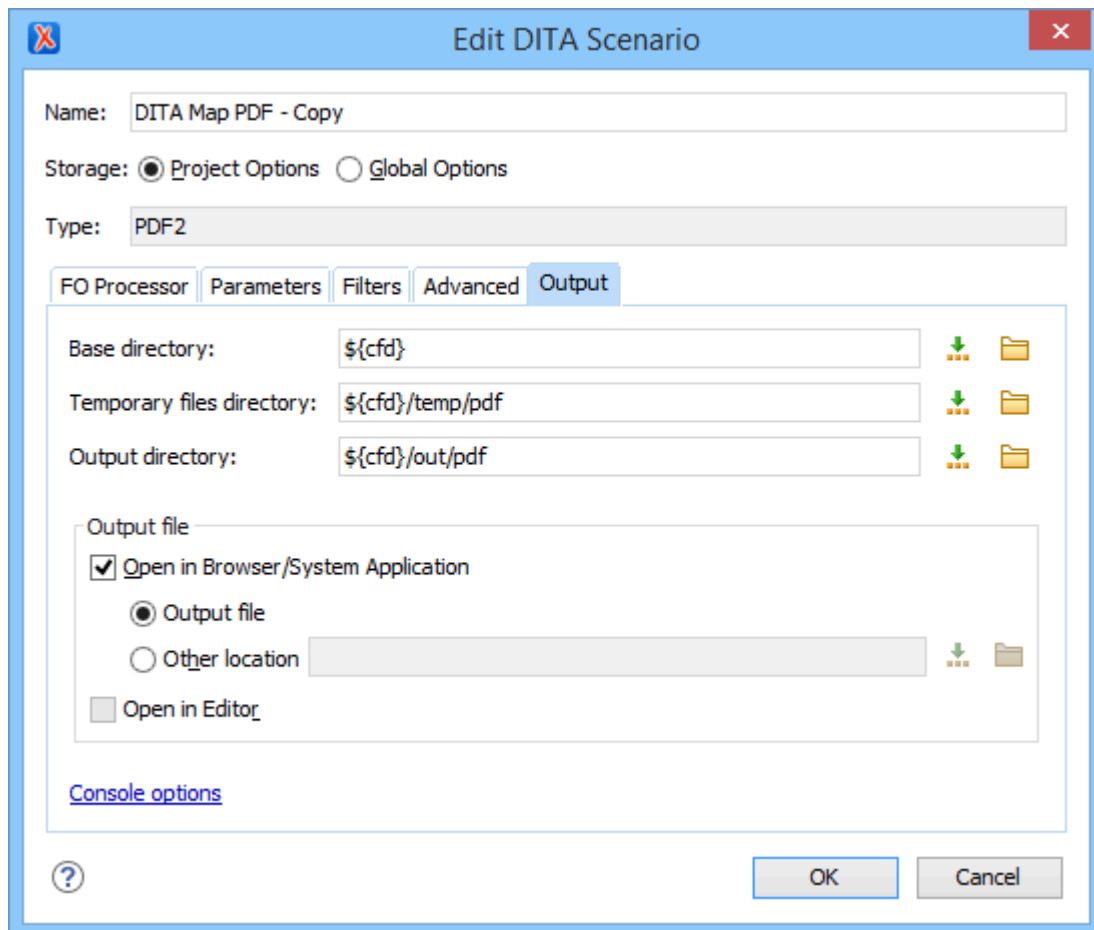 Edit DITA Scenario
Name: DITA Map PDF - Copy
Storage: Project Options Global Options
Type: PDF2
FO Processor Parameters Filters Advanced Output
Base directory: ${cfd}
Temporary files directory: ${cfd}/temp/pdf
Output directory: ${cfd}/out/pdf
Output file
Open in Browser/System Application
Output file
Other location
Open in Editor
Console options
? OK Cancel